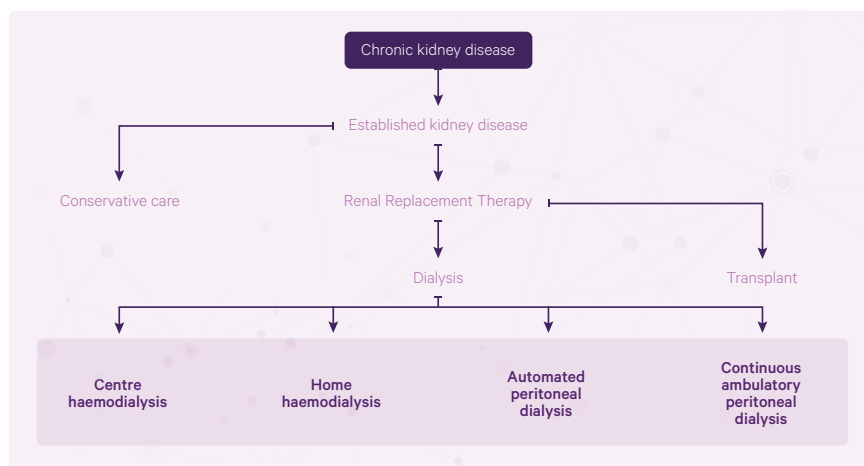 Chronic kidney disease
Established kidney disease
Conservative care
Renal Replacement Therapy
Dialysis
Transplant
Centre
haemodialysis
Home
haemodialysis
Automated
peritoneal
dialysis
Continuous
ambulatory
peritoneal
dialysis